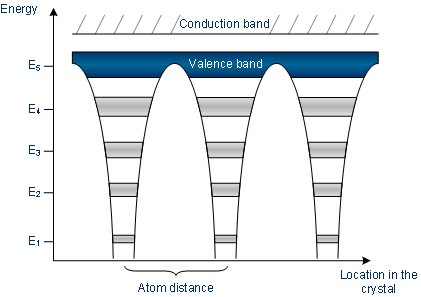 Energy
Conduction band
Valence band
E5
E4
E3
E2
E1
Atom distance
Location in the
crystal